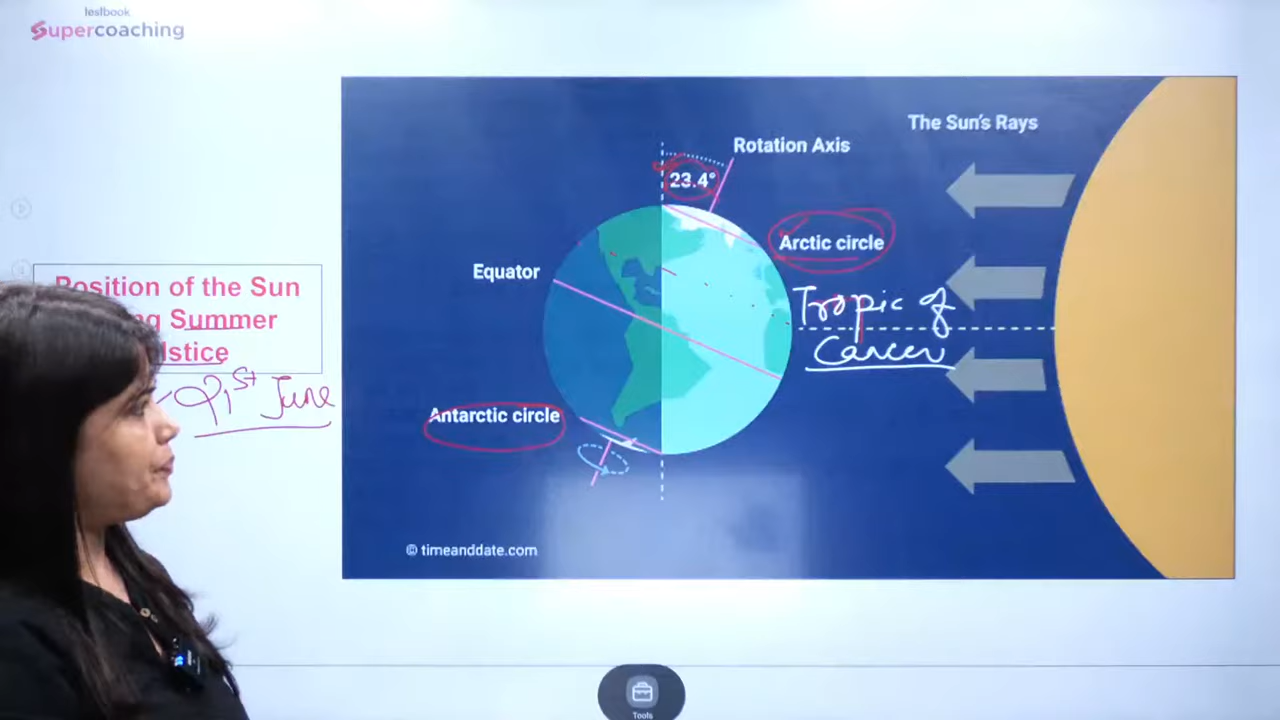 testbook
Supercoaching
Position of the Sun
Summer
21st June
The Sun's Rays
Rotation Axis
23.4°
Arctic circle
Equator
Tropic of
Cancer
Antarctic circle
© timeanddate.com
Tools